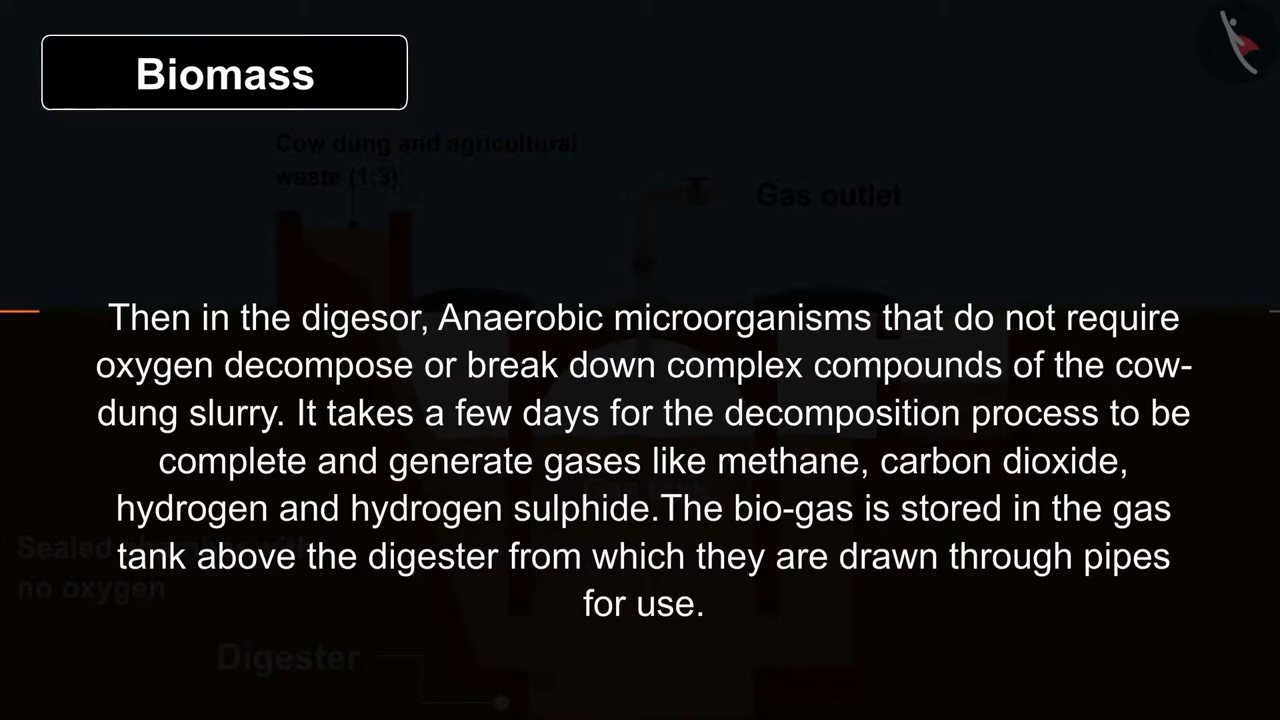 Biomass
Cow dung and agricultural
waste (1:3)
Gas outlet
Then in the digesor, Anaerobic microorganisms that do not require
oxygen decompose or break down complex compounds of the cow-
dung slurry. It takes a few days for the decomposition process to be
complete and generate gases like methane, carbon dioxide,
hydrogen and hydrogen sulphide.The bio-gas is stored in the gas
tank above the digester from which they are drawn through pipes
for use.
Sealed
no oxygen
Digester